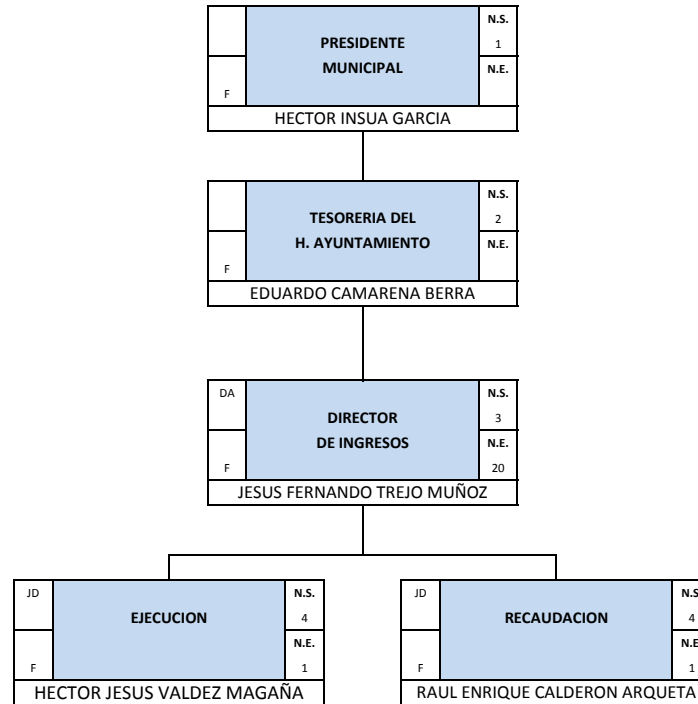 N.S.
PRESIDENTE
1
MUNICIPAL
N.E.
F
HECTOR INSUA GARCIA
N.S.
TESORERIA DEL
2
H. AYUNTAMIENTO
N.E.
F
EDUARDO CAMARENA BERRA
DA
N.S.
DIRECTOR
3
DE INGRESOS
N.E.
F
20
JESUS FERNANDO TREJO MUÑOZ
JD
N.S.
EJECUCION
4
N.E.
F
1
HECTOR JESUS VALDEZ MAGAÑA
JD
N.S
RECAUDACION
4
N.E
F
1
RAUL ENRIQUE CALDERON ARQUETA